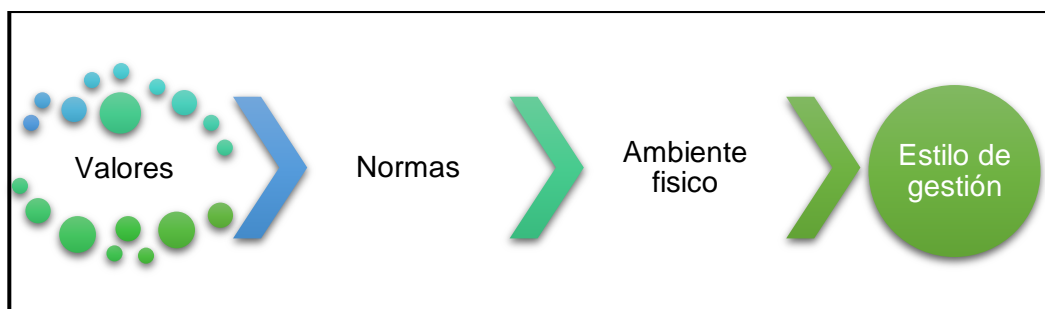 Valores
Normas
Ambiente
fisico
Estilo de
gestión